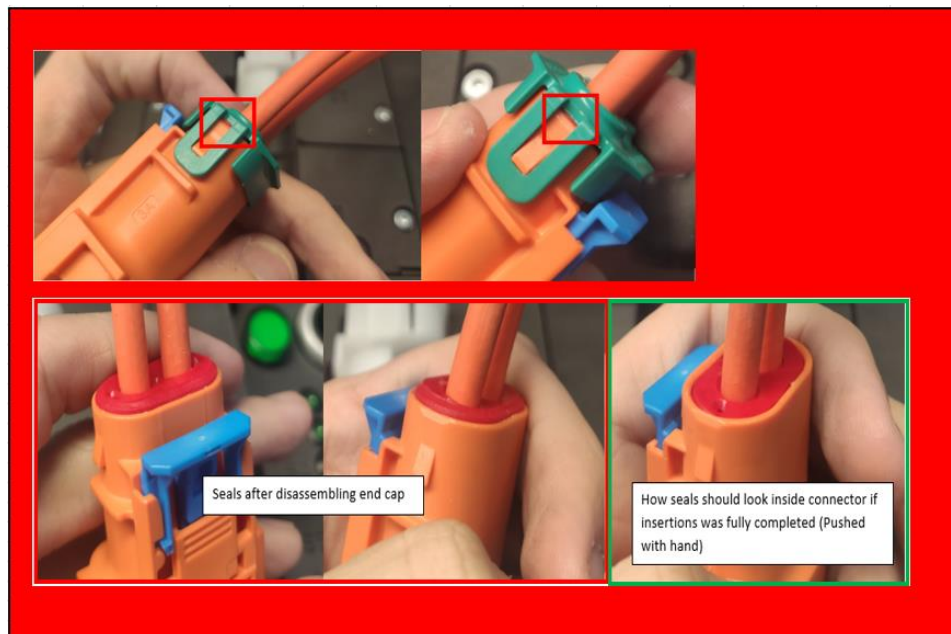 Seals after disassembling end cap
How seals should look inside connector if
insertions was fully completed (Pushed
with hand)